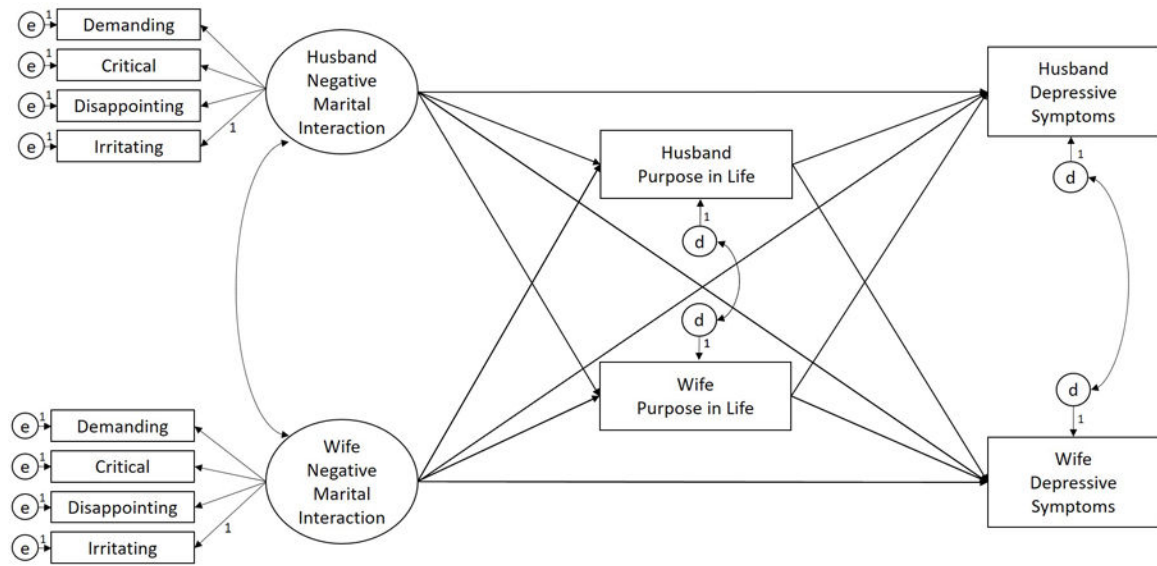 e 1 Demanding
e 1 Critical
e 1 Disappointing
e 1 Irritating
1
Husband
Negative
Marital
Interaction
Husband
Purpose in Life
1
d
d
1
Wife
Purpose in Life
Husband
Depressive
Symptoms
1
d
d
1
Wife
Depressive
Symptoms
e 1 Demanding
e 1 Critical
e 1 Disappointing
e 1 Irritating
1
Wife
Negative
Marital
Interaction